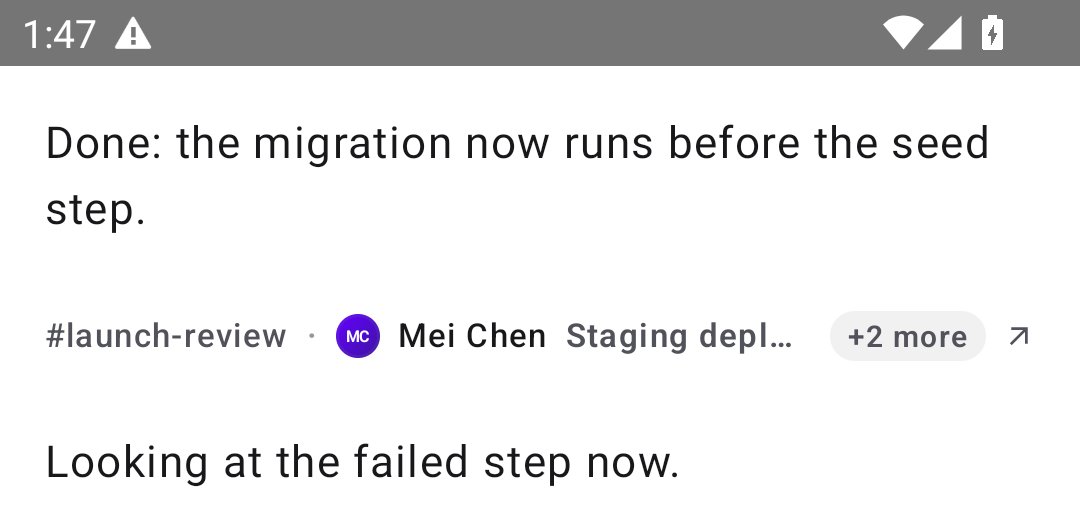 1:47
Done: the migration now runs before the seed
step.
#launch-review · MC Mei Chen Staging depl... +2 more
Looking at the failed step now.